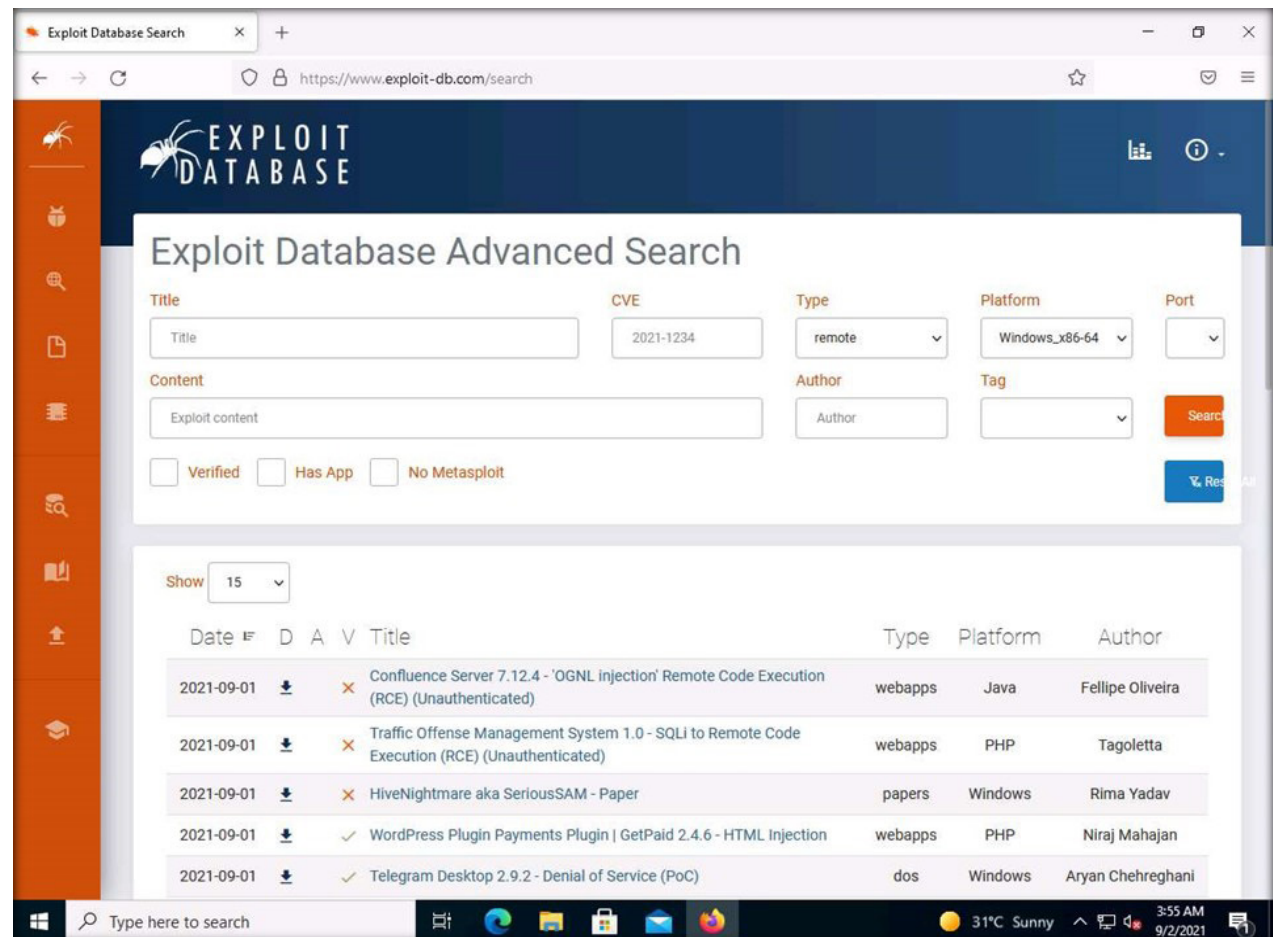 Exploit Database Search
https://www.exploit-db.com/search
EXPLOIT
DATABASE
Exploit Database Advanced Search
Title CVE Type Platform Port
Title 2021-1234 remote Windows_x86-64
Content Author Tag
Exploit content Author Search
Verified Has App No Metasploit
Reset All
Show 15
Date D A V Title Type Platform Author
2021-09-01 Confluence Server 7.12.4 - 'OGNL injection' Remote Code Execution
(RCE) (Unauthenticated) webapps Java Fellipe Oliveira
2021-09-01 Traffic Offense Management System 1.0 - SQLi to Remote Code
Execution (RCE) (Unauthenticated) webapps PHP Tagoletta
2021-09-01 HiveNightmare aka SeriousSAM - Paper papers Windows Rima Yadav
2021-09-01 WordPress Plugin Payments Plugin | GetPaid 2.4.6 - HTML Injection webapps PHP Niraj Mahajan
2021-09-01 Telegram Desktop 2.9.2 - Denial of Service (PoC) dos Windows Aryan Chehreghani
Type here to search 31°C Sunny 3:55 AM
9/2/2021
1